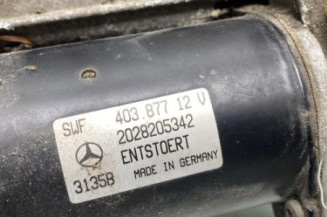 SWF 403.877 12 V
2028205342
ENTSTOERT
3135B MADE IN GERMANY